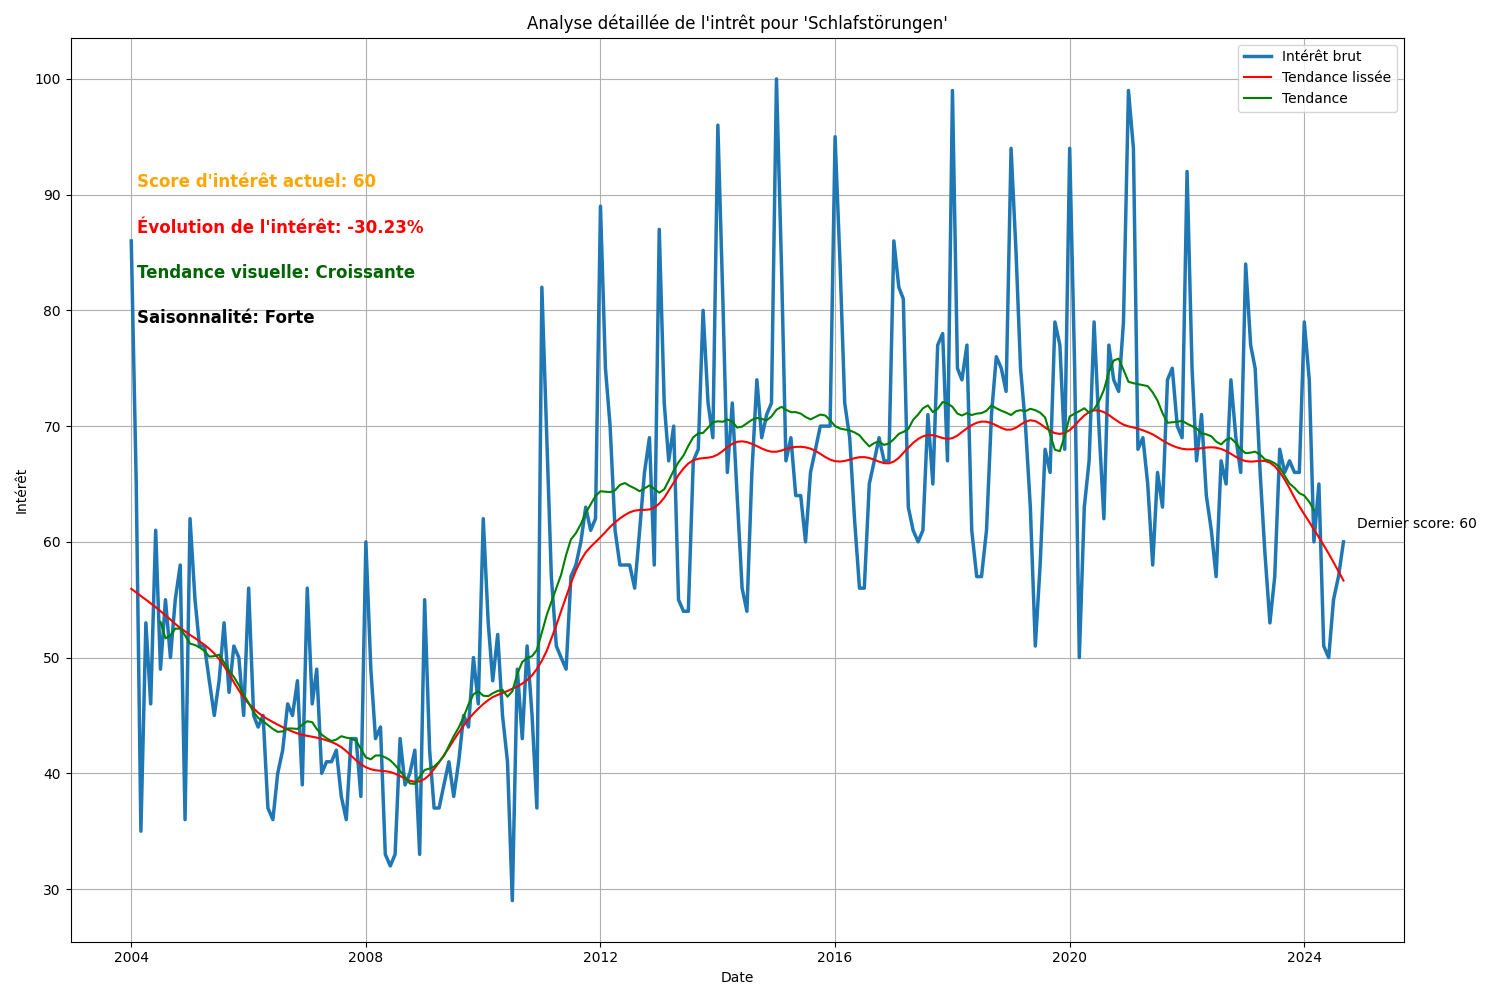 Analyse détaillée de l'intrêt pour 'Schlafstörungen'
Intérêt brut
Tendance lissée
Tendance
Score d'intérêt actuel: 60
Évolution de l'intérêt: -30.23%
Tendance visuelle: Croissante
Saisonnalité: Forte
Dernier score: 60
Intérêt
100
90
80
70
60
50
40
30
2004
2008
2012
2016
2020
2024
Date